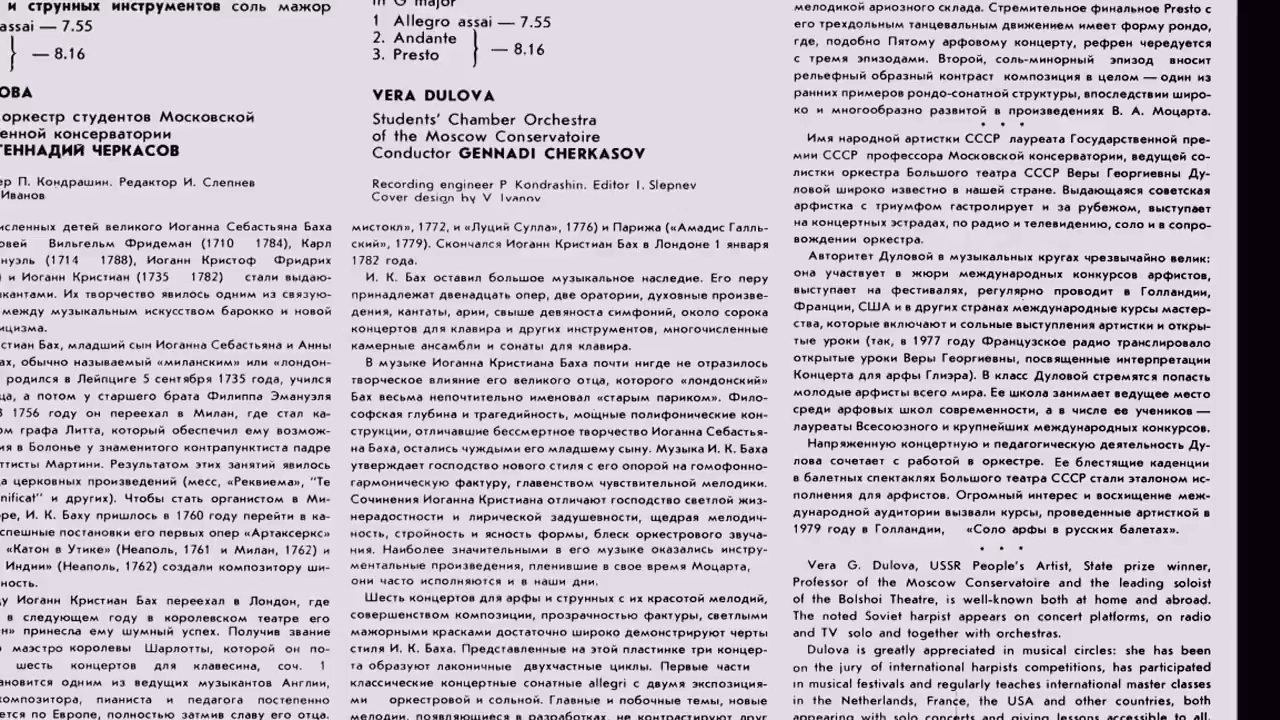 и струнных инструментов соль мажор
assai — 7.55
— 8.16
ОВА
оркестр студентов Московской
енной консерватории
ГЕННАДИЙ ЧЕРКАСОВ
ер П. Кондрашин. Редактор И. Слепнев
Иванов
исленных детей великого Иоганна Себастьяна Баха
овей Вильгельм Фридеман (1710 1784), Карл
нуэль (1714 1788), Иоганн Кристоф Фридрих
) и Иоганн Кристиан (1735 1782) стали выдаю-
ыкантами. Их творчество явилось одним из связую-
между музыкальным искусством барокко и новой
ицизма.
стиан Бах, младший сын Иоганна Себастьяна и Анны
ах, обычно называемый «миланским» или «лондон-
родился в Лейпциге 5 сентября 1735 года, учился
ца, а потом у старшего брата Филиппа Эмануэля
В 1756 году он переехал в Милан, где стал ка-
ом графа Литта, который обеспечил ему возмож-
ия в Болонье у знаменитого контрапунктиста падре
ттисты Мартини. Результатом этих занятий явилось
да церковных произведений (месс, «Реквиема», "Te
nificat" и других). Чтобы стать органистом в Ми-
ре, И. К. Баху пришлось в 1760 году перейти в ка-
спешные постановки его первых опер «Артаксеркс»
«Катон в Утике» (Неаполь, 1761 и Милан, 1762) и
Индии» (Неаполь, 1762) создали композитору ши-
ность.
ду Иоганн Кристиан Бах переехал в Лондон, где
в следующем году в королевском театре его
н» принесла ему шумный успех. Получив звание
маэстро королевы Шарлотты, которой он по-
шесть концертов для клавесина, соч. 1
ановится одним из ведущих музыкантов Англии,
композитора, пианиста и педагога постепенно
тся по Европе, полностью затмив славу его отца.
in G major
1 Allegro assai — 7.55
2. Andante
3. Presto
— 8.16
VERA DULOVA
Students' Chamber Orchestra
of the Moscow Conservatoire
Conductor GENNADI CHERKASOV
Recording engineer P Kondrashin. Editor I. Slepnev
Cover design by V Ivanov
мистокл», 1772, и «Луций Сулла», 1776) и Парижа («Амадис Галль-
ский», 1779). Скончался Иоганн Кристиан Бах в Лондоне 1 января
1782 года.
И. К. Бах оставил большое музыкальное наследие. Его перу
принадлежат двенадцать опер, две оратории, духовные произве-
дения, кантаты, арии, свыше девяноста симфоний, около сорока
концертов для клавира и других инструментов, многочисленные
камерные ансамбли и сонаты для клавира.
В музыке Иоганна Кристиана Баха почти нигде не отразилось
творческое влияние его великого отца, которого «лондонский»
Бах весьма непочтительно именовал «старым париком». Фило-
софская глубина и трагедийность, мощные полифонические кон-
струкции, отличавшие бессмертное творчество Иоганна Себастья-
на Баха, остались чуждыми его младшему сыну. Музыка И. К. Баха
утверждает господство нового стиля с его опорой на гомофонно-
гармоническую фактуру, главенством чувствительной мелодики.
Сочинения Иоганна Кристиана отличают господство светлой жиз-
нерадостности и лирической задушевности, щедрая мелодич-
ность, стройность и ясность формы, блеск оркестрового звуча-
ния. Наиболее значительными в его музыке оказались инстру-
ментальные произведения, пленившие в свое время Моцарта,
они часто исполняются и в наши дни.
Шесть концертов для арфы и струнных с их красотой мелодий,
совершенством композиции, прозрачностью фактуры, светлыми
мажорными красками достаточно широко демонстрируют черты
стиля И. К. Баха. Представленные на этой пластинке три концер-
та образуют лаконичные двухчастные циклы. Первые части
классические концертные сонатные allegri с двумя экспозиция-
ми оркестровой и сольной. Главные и побочные темы, новые
мелодии, появляющиеся в разработках, не контрастируют друг
мелодикой ариозного склада. Стремительное финальное Presto с
его трехдольным танцевальным движением имеет форму рондо,
где, подобно Пятому арфовому концерту, рефрен чередуется
с тремя эпизодами. Второй, соль-минорный эпизод вносит
рельефный образный контраст композиция в целом — один из
ранних примеров рондо-сонатной структуры, впоследствии широ-
ко и многообразно развитой в произведениях В. А. Моцарта.
• • •
Имя народной артистки СССР лауреата Государственной пре-
мии СССР профессора Московской консерватории, ведущей со-
листки оркестра Большого театра СССР Веры Георгиевны Ду-
ловой широко известно в нашей стране. Выдающаяся советская
арфистка с триумфом гастролирует и за рубежом, выступает
на концертных эстрадах, по радио и телевидению, соло и в сопро-
вождении оркестра.
Авторитет Дуловой в музыкальных кругах чрезвычайно велик:
она участвует в жюри международных конкурсов арфистов,
выступает на фестивалях, регулярно проводит в Голландии,
Франции, США и в других странах международные курсы мастер-
ства, которые включают и сольные выступления артистки и откры-
тые уроки (так, в 1977 году Французское радио транслировало
открытые уроки Веры Георгиевны, посвященные интерпретации
Концерта для арфы Глиэра). В класс Дуловой стремятся попасть
молодые арфисты всего мира. Ее школа занимает ведущее место
среди арфовых школ современности, а в числе ее учеников —
лауреаты Всесоюзного и крупнейших международных конкурсов.
Напряженную концертную и педагогическую деятельность Ду-
лова сочетает с работой в оркестре. Ее блестящие каденции
в балетных спектаклях Большого театра СССР стали эталоном ис-
полнения для арфистов. Огромный интерес и восхищение меж-
дународной аудитории вызвали курсы, проведенные артисткой в
1979 году в Голландии, «Соло арфы в русских балетах».
• • •
Vera G. Dulova, USSR People's Artist, State prize winner,
Professor of the Moscow Conservatoire and the leading soloist
of the Bolshoi Theatre, is well-known both at home and abroad.
The noted Soviet harpist appears on concert platforms, on radio
and TV solo and together with orchestras.
Dulova is greatly appreciated in musical circles: she has been
on the jury of international harpists competitions, has participated
in musical festivals and regularly teaches international master classes
in the Netherlands, France, the USA and other countries, both
appearing with solo concerts and giving lessons accessible to all.